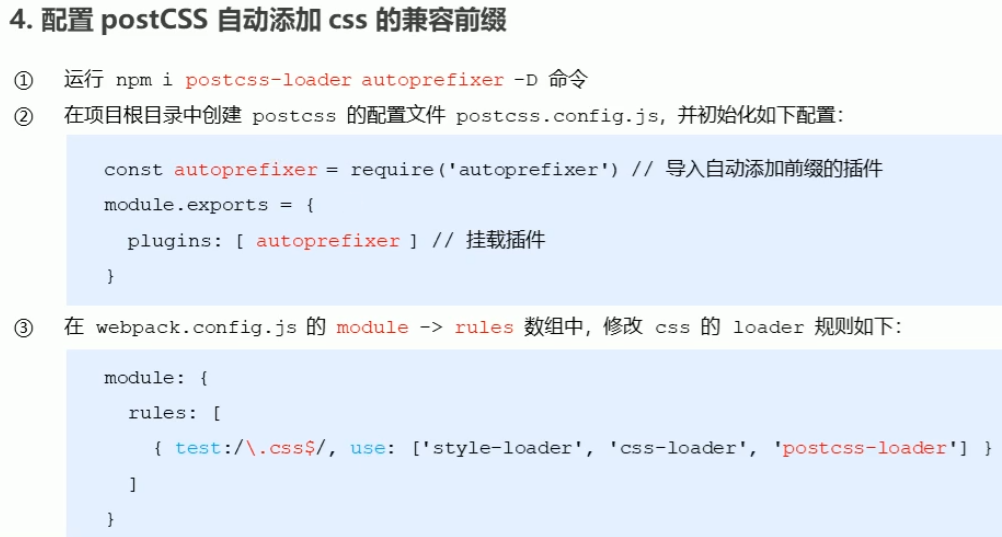 4. 配置 postCSS 自动添加 css 的兼容前缀
① 运行 npm i postcss-loader autoprefixer -D 命令
② 在项目根目录中创建 postcss 的配置文件 postcss.config.js，并初始化如下配置：
const autoprefixer = require('autoprefixer') // 导入自动添加前缀的插件
module.exports = {
  plugins: [ autoprefixer ] // 挂载插件
}
③ 在 webpack.config.js 的 module -> rules 数组中，修改 css 的 loader 规则如下：
module: {
  rules: [
    { test:/\.css$/, use: ['style-loader', 'css-loader', 'postcss-loader'] }
  ]
}